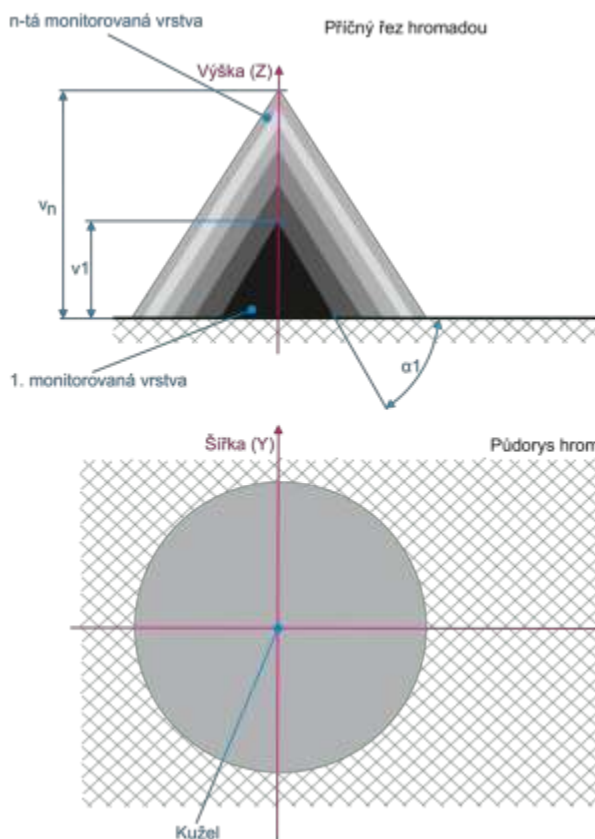 n-tá monitorovaná vrstva
Příčný řez hromadou
Výška (Z)
vn
v1
α1
1. monitorovaná vrstva
Šířka (Y)
Půdorys hrom
Kužel